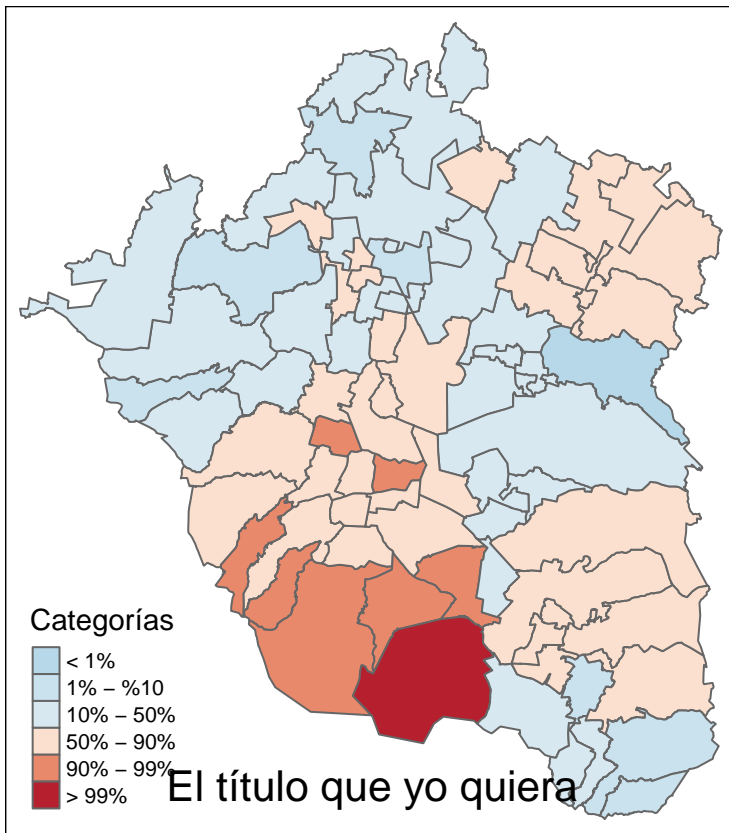 Categorías
< 1%
1% – %10
10% – 50%
50% – 90%
90% – 99%
> 99%
El título que yo quiera